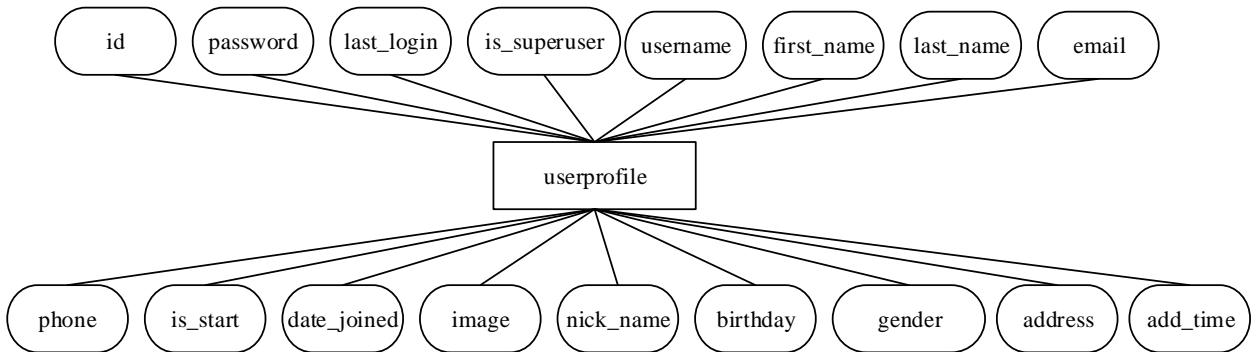 id password last_login is_superuser username first_name last_name email
userprofile
phone is_start date_joined image nick_name birthday gender address add_time